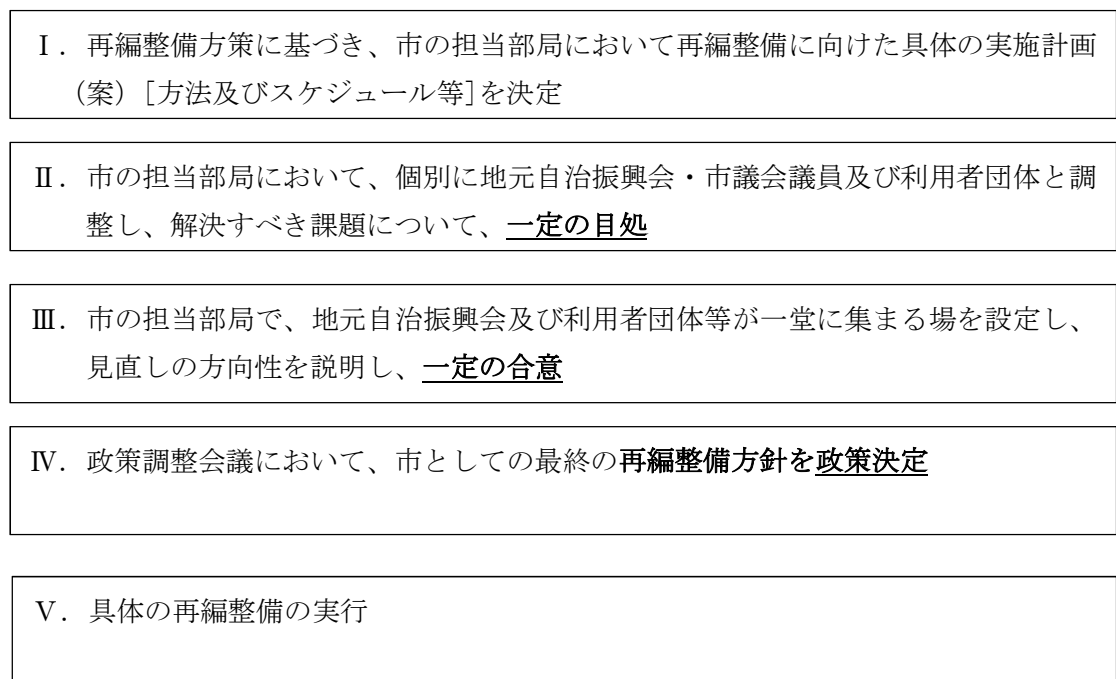 Ⅰ．再編整備方策に基づき、市の担当部局において再編整備に向けた具体の実施計画
（案）[方法及びスケジュール等]を決定
Ⅱ．市の担当部局において、個別に地元自治振興会・市議会議員及び利用者団体と調
整し、解決すべき課題について、一定の目処
Ⅲ．市の担当部局で、地元自治振興会及び利用者団体等が一堂に集まる場を設定し、
見直しの方向性を説明し、一定の合意
Ⅳ．政策調整会議において、市としての最終の再編整備方針を政策決定
Ⅴ．具体の再編整備の実行